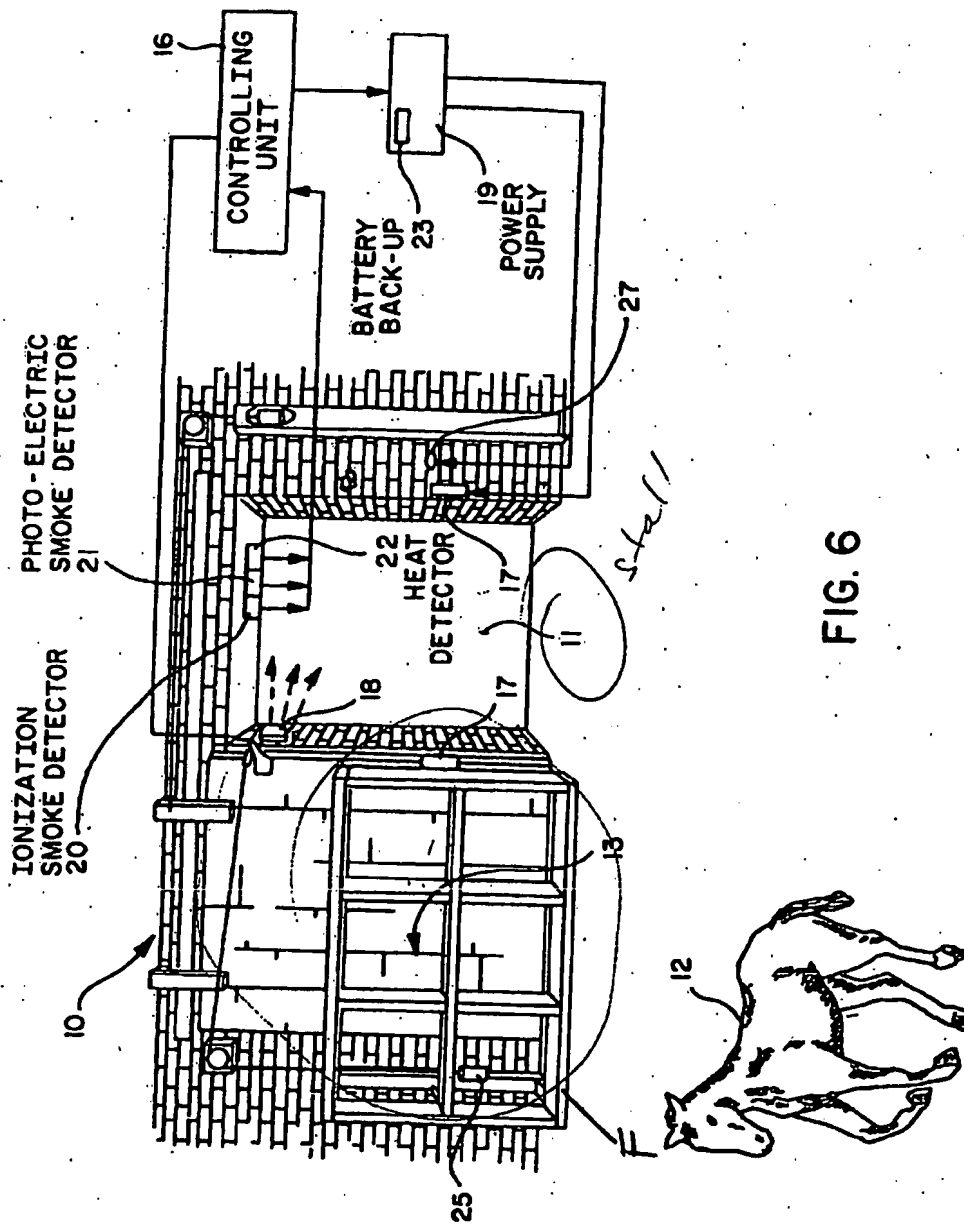 IONIZATION
SMOKE DETECTOR
20
PHOTO-ELECTRIC
SMOKE DETECTOR
21
16
CONTROLLING
UNIT
10
BATTERY
BACK-UP
23
19
POWER
SUPPLY
22
HEAT
DETECTOR
18
17
17
27
13
11
stall
25
F
12
FIG. 6